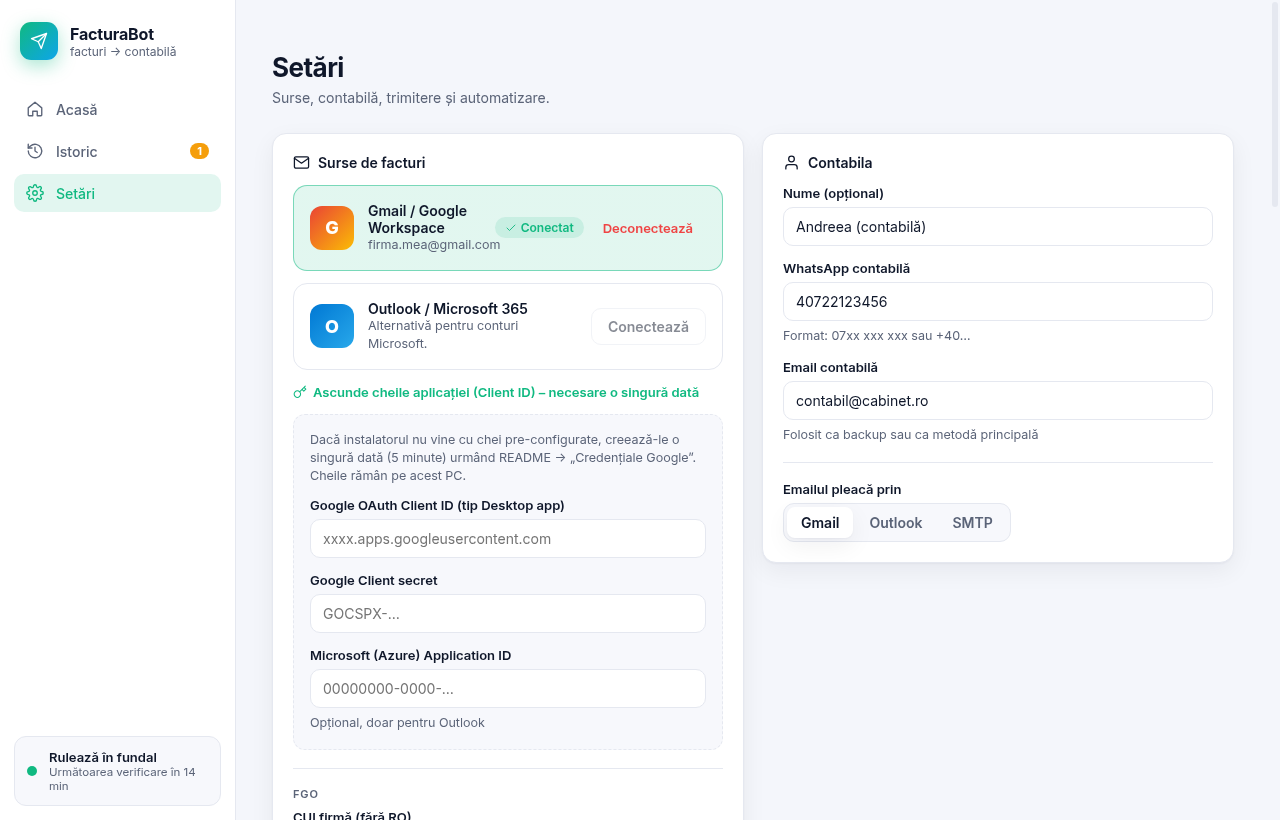 FacturaBot
facturi → contabilă
Acasă
Istoric
1
Setări
Rulează în fundal
Următoarea verificare în 14
min
Setări
Surse, contabilă, trimitere și automatizare.
Surse de facturi
G
Gmail / Google
Workspace
firma.mea@gmail.com
Conectat
Deconectează
O
Outlook / Microsoft 365
Alternativă pentru conturi
Microsoft.
Conectează
Ascunde cheile aplicației (Client ID) – necesare o singură dată
Dacă instalatorul nu vine cu chei pre-configurate, creează-le o
singură dată (5 minute) urmând README → „Credențiale Google”.
Cheile rămân pe acest PC.
Google OAuth Client ID (tip Desktop app)
xxxx.apps.googleusercontent.com
Google Client secret
GOCSPX-...
Microsoft (Azure) Application ID
00000000-0000-...
Opțional, doar pentru Outlook
FGO
CUI firmă (fără RO)
Contabila
Nume (opțional)
Andreea (contabilă)
WhatsApp contabilă
40722123456
Format: 07xx xxx xxx sau +40...
Email contabilă
contabil@cabinet.ro
Folosit ca backup sau ca metodă principală
Emailul pleacă prin
Gmail
Outlook
SMTP